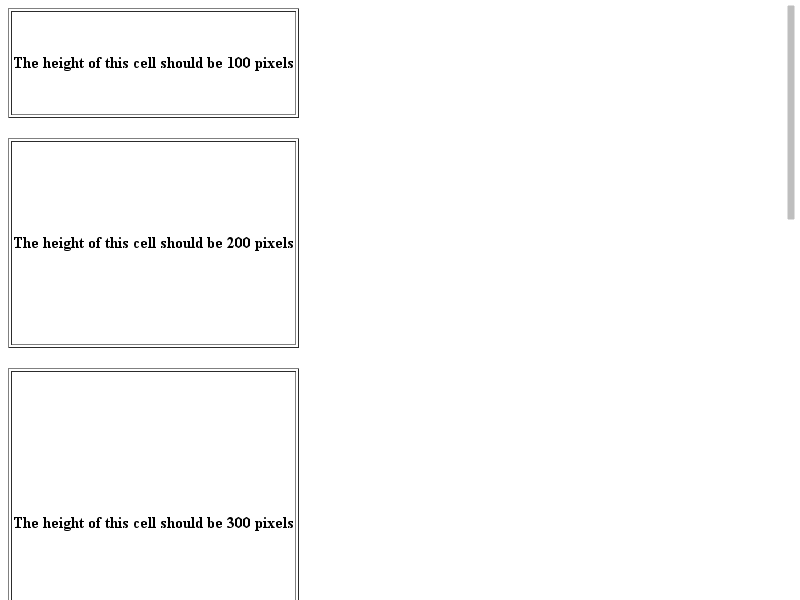 The height of this cell should be 100 pixels
The height of this cell should be 200 pixels
The height of this cell should be 300 pixels